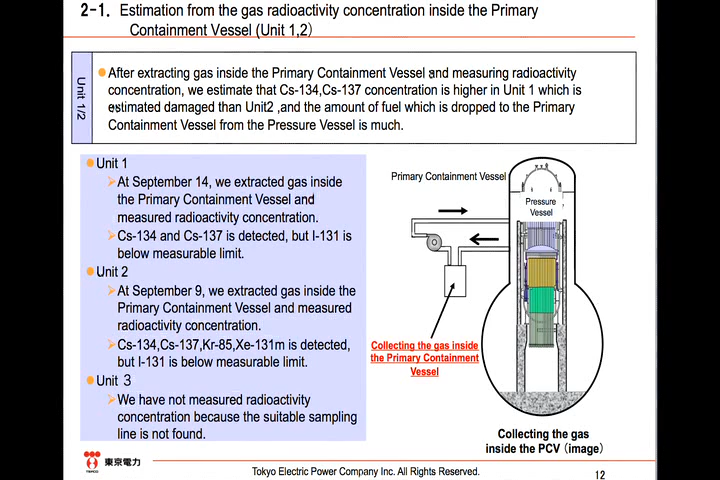 2-1. Estimation from the gas radioactivity concentration inside the Primary
Containment Vessel (Unit 1,2)
Unit 1/2
After extracting gas inside the Primary Containment Vessel and measuring radioactivity
concentration, we estimate that Cs-134,Cs-137 concentration is higher in Unit 1 which is
estimated damaged than Unit2 ,and the amount of fuel which is dropped to the Primary
Containment Vessel from the Pressure Vessel is much.
Unit 1
At September 14, we extracted gas inside
the Primary Containment Vessel and
measured radioactivity concentration.
Cs-134 and Cs-137 is detected, but I-131 is
below measurable limit.
Unit 2
At September 9, we extracted gas inside the
Primary Containment Vessel and measured
radioactivity concentration.
Cs-134,Cs-137,Kr-85,Xe-131m is detected,
but I-131 is below measurable limit.
Unit 3
We have not measured radioactivity
concentration because the suitable sampling
line is not found.
Primary Containment Vessel
Pressure
Vessel
Collecting the gas inside
the Primary Containment
Vessel
Collecting the gas
inside the PCV (image)
TEPCO
東京電力
Tokyo Electric Power Company Inc. All Rights Reserved.
12